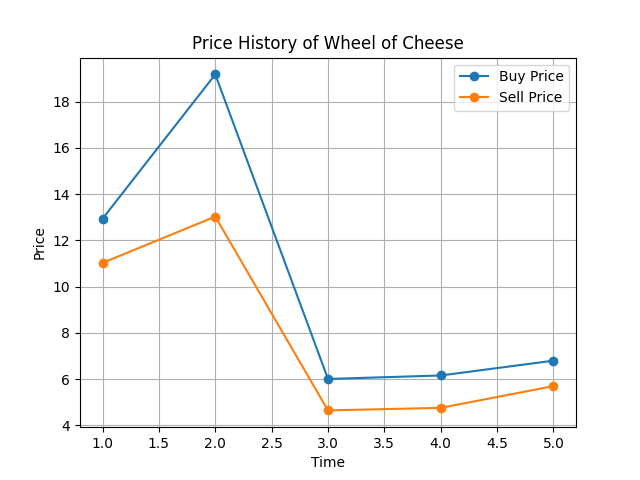 Price History of Wheel of Cheese
Buy Price
Sell Price
Price
18
16
14
12
10
8
6
4
1.0 1.5 2.0 2.5 3.0 3.5 4.0 4.5 5.0
Time